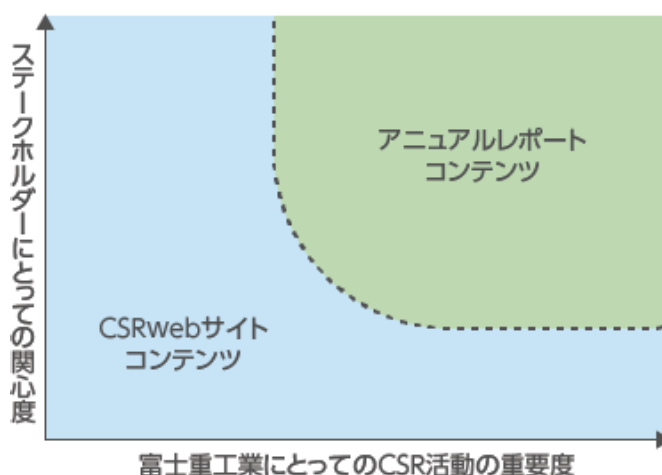 ステークホルダーにとっての関心度
アニュアルレポート
コンテンツ
CSRwebサイト
コンテンツ
富士重工業にとってのCSR活動の重要度